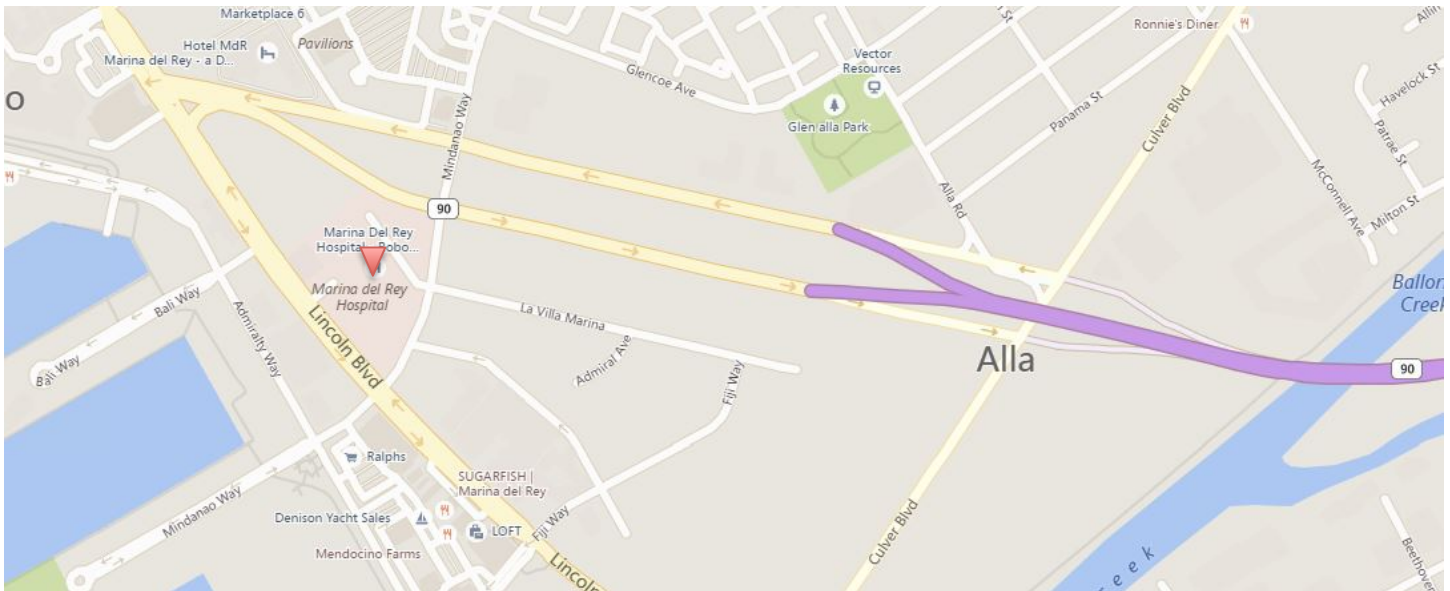 Marketplace 6
Hotel MdR
Marina del Rey - a D...
Pavilions
Ronnie's Diner
Vector
Resources
Glencoe Ave
Glen alla Park
Panama St
Culver Blvd
Havelock St
Patrae St
McConnell Ave
Milton St
Mindanao Way
Alla Rd
o
90
Marina Del Rey
Hospital - Bobo...
Marina del Rey
Hospital
La Villa Marina
Admiral Ave
Fiji Way
Alla
Ballon
Creek
90
Bali Way
Bali Way
Admiralty Way
Lincoln Blvd
Ralphs
SUGARFISH |
Marina del Rey
Mindanao Way
Denison Yacht Sales
LOFT
Fiji Way
Mendocino Farms
Lincoln
Culver Blvd
eek
Beethoven
St